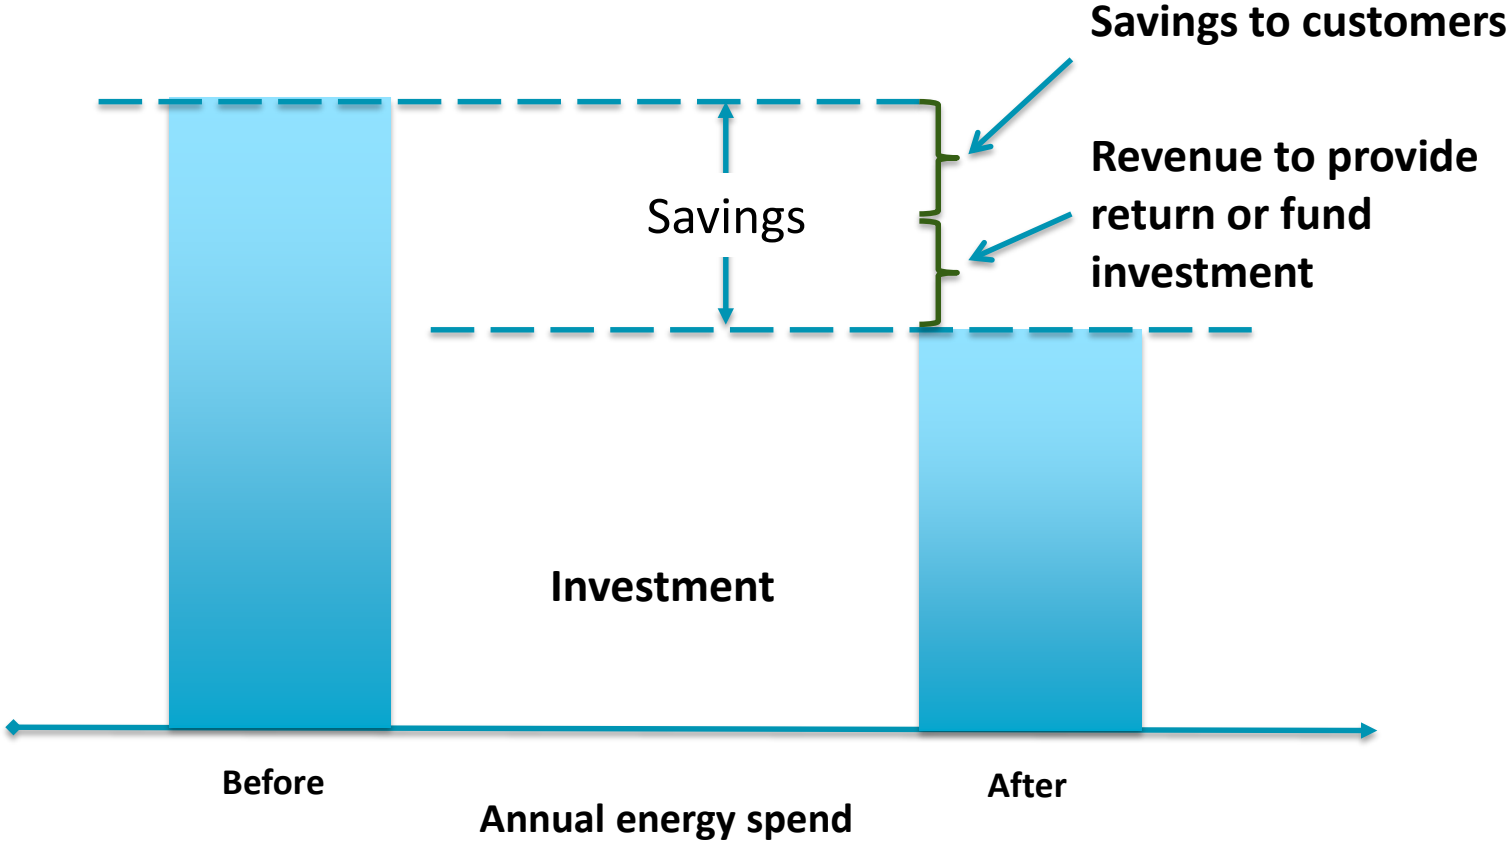 Savings to customers
Revenue to provide
return or fund
investment
Savings
Investment
Before
After
Annual energy spend